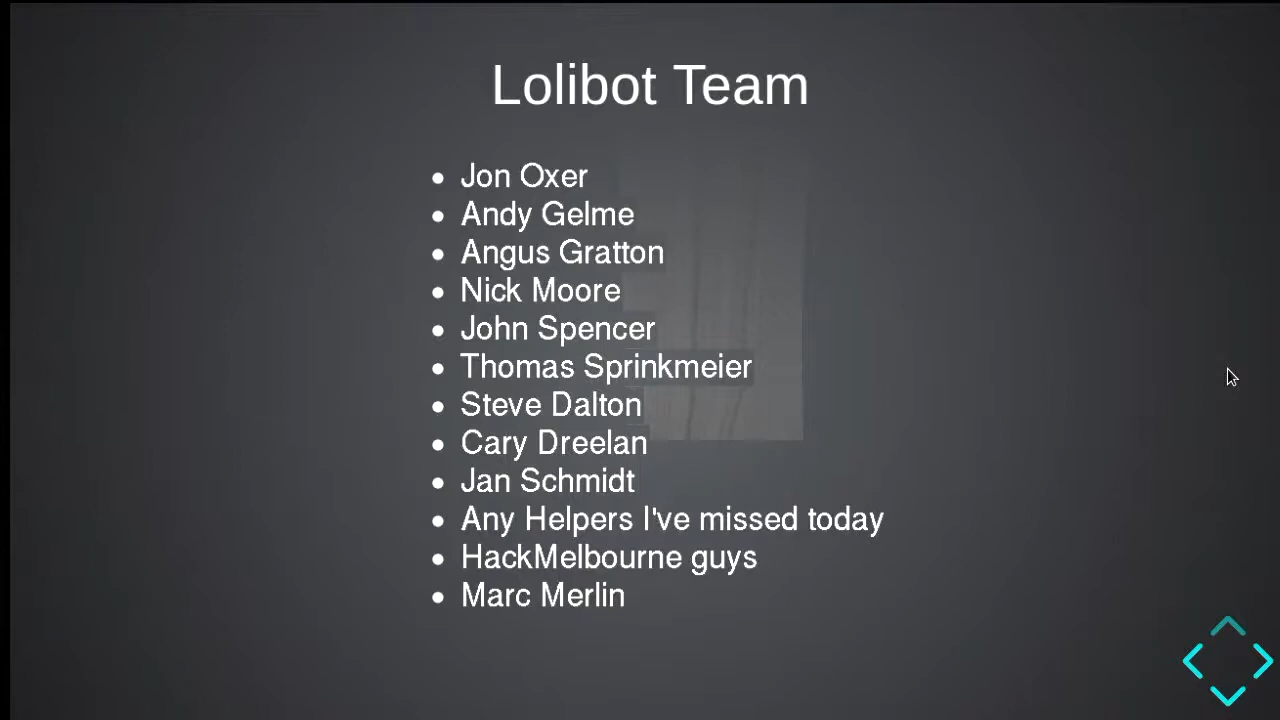 Lolibot Team
Jon Oxer
Andy Gelme
Angus Gratton
Nick Moore
John Spencer
Thomas Sprinkmeier
Steve Dalton
Cary Dreelan
Jan Schmidt
Any Helpers I've missed today
HackMelbourne guys
Marc Merlin